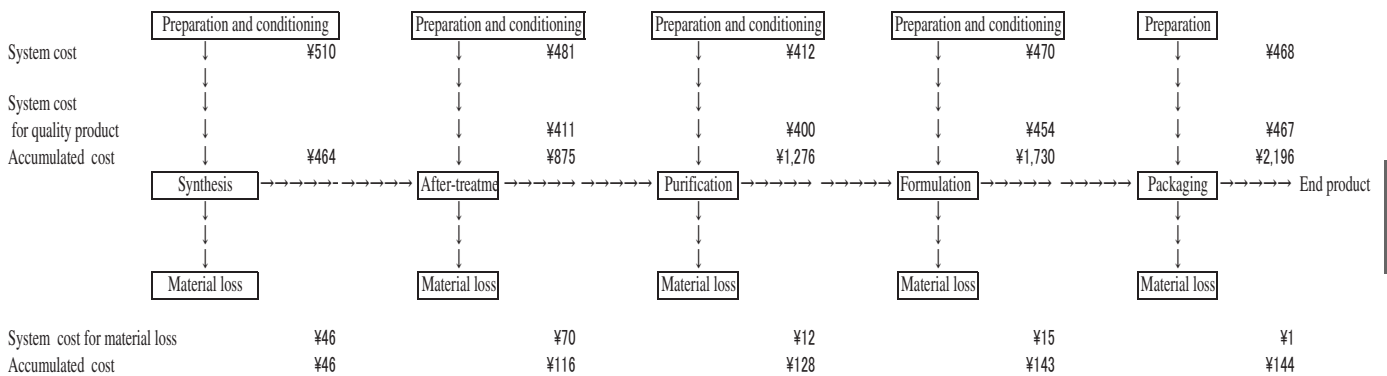 Preparation and conditioning Preparation and conditioning Preparation and conditioning Preparation and conditioning Preparation
System cost ¥510 ¥481 ¥412 ¥470 ¥468
System cost
for quality product ¥411 ¥400 ¥454 ¥467
Accumulated cost ¥464 ¥875 ¥1,276 ¥1,730 ¥2,196
Synthesis After-treatme Purification Formulation Packaging End product
Material loss Material loss Material loss Material loss Material loss
System cost for material loss ¥46 ¥70 ¥12 ¥15 ¥1
Accumulated cost ¥46 ¥116 ¥128 ¥143 ¥144